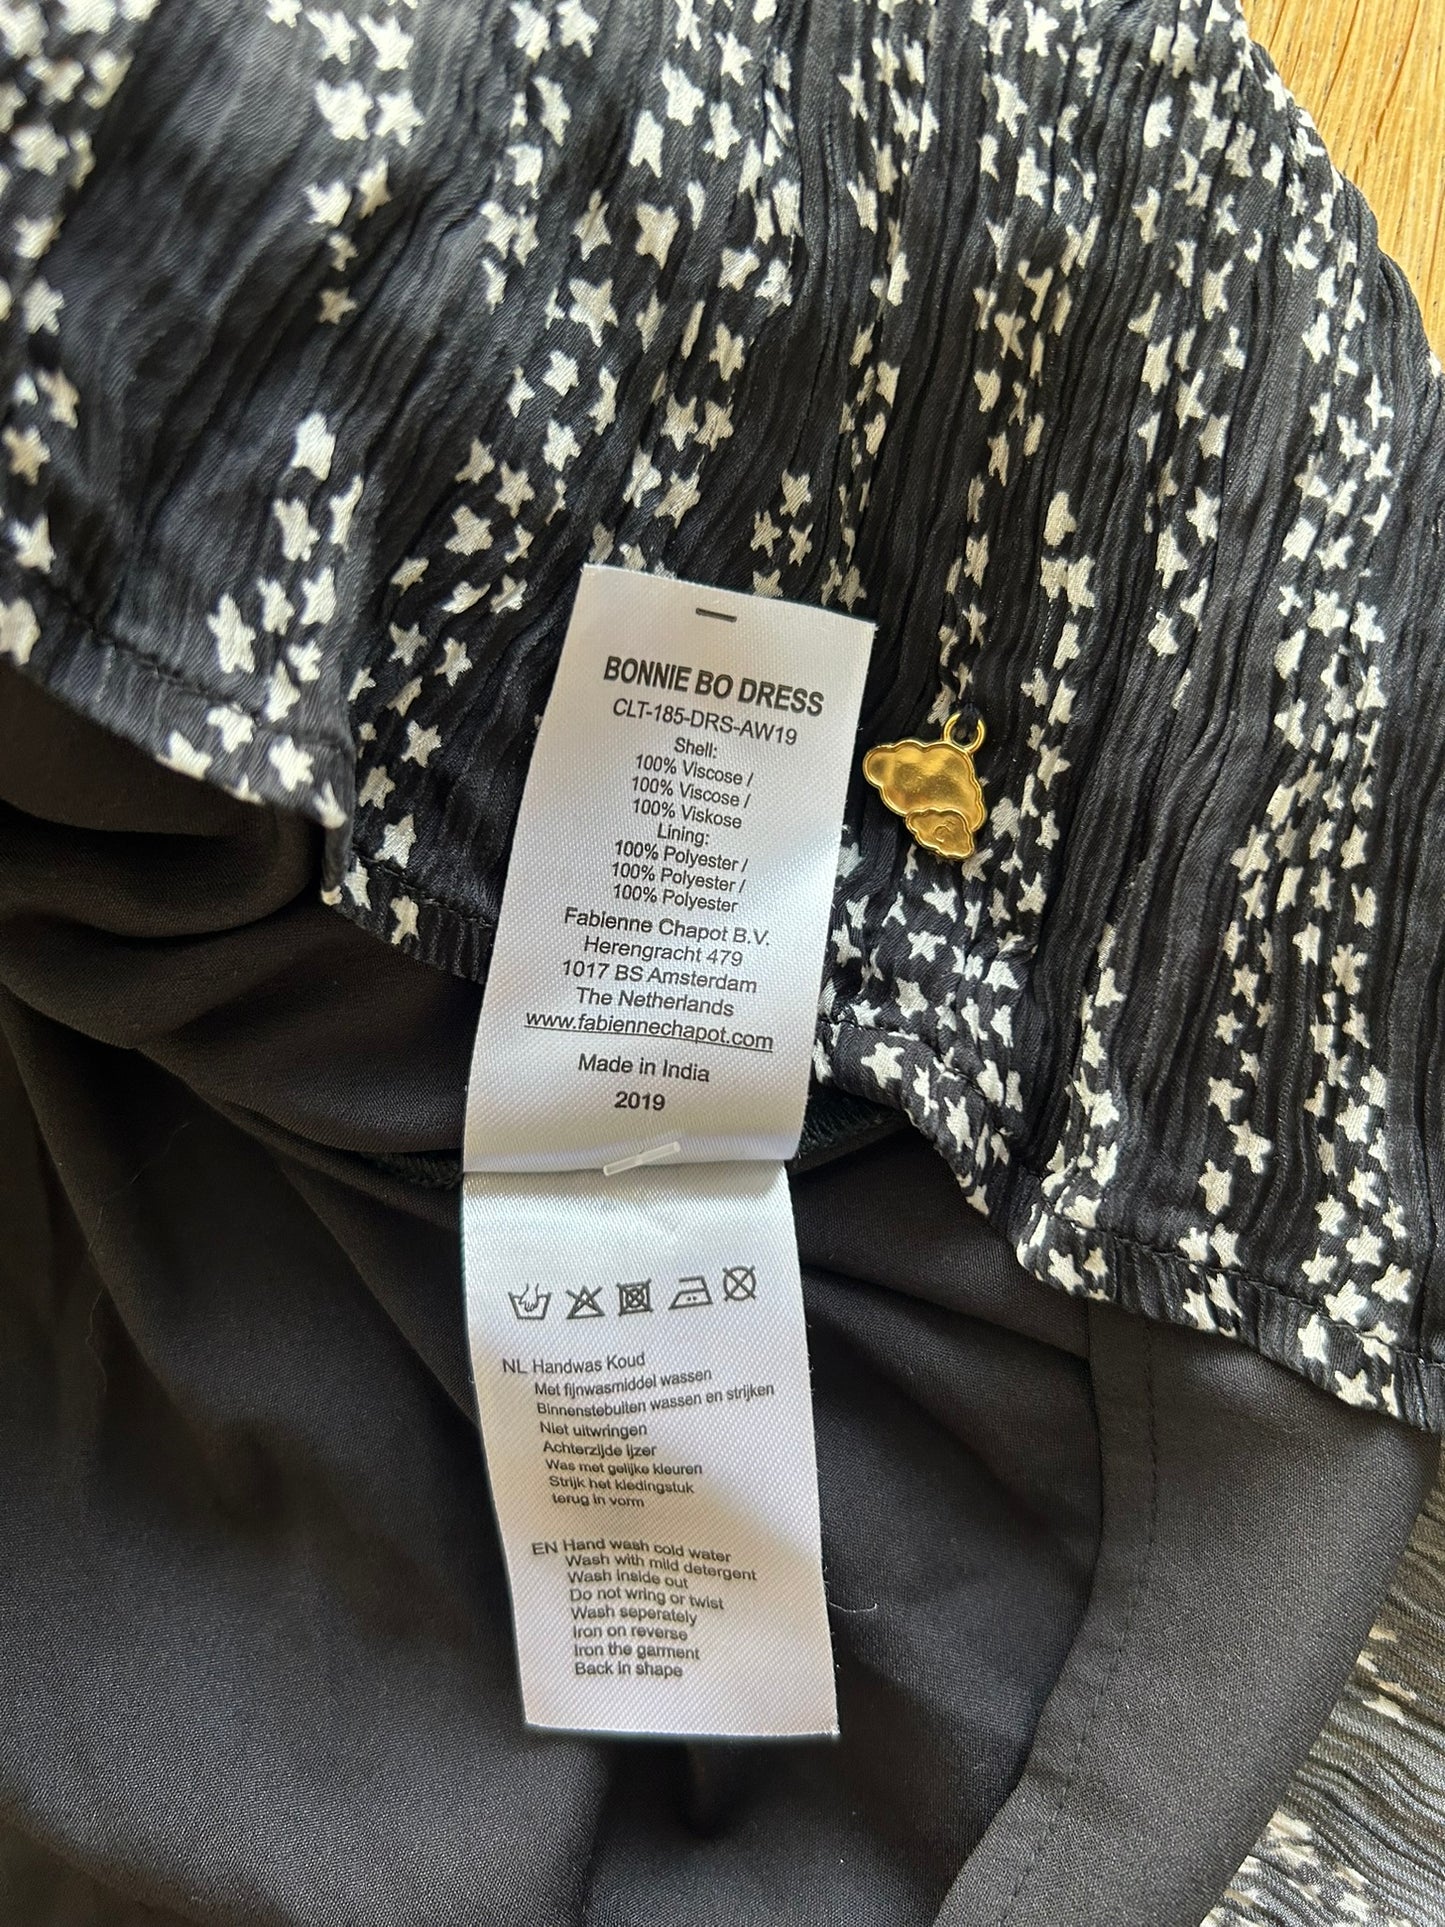 BONNIE BO DRESS
CLT-185-DRS-AW19
Shell:
100% Viscose /
100% Viscose /
100% Viskose
Lining:
100% Polyester /
100% Polyester /
100% Polyester
Fabienne Chapot B.V.
Herengracht 479
1017 BS Amsterdam
The Netherlands
www.fabiennechapot.com
Made in India
2019
NL Handwas Koud
Met fijnwasmiddel wassen
Binnenstebuiten wassen en strijken
Niet uitwringen
Achterzijde ijzer
Was met gelijke kleuren
Strijk het kledingstuk
terug in vorm
EN Hand wash cold water
Wash with mild detergent
Wash inside out
Do not wring or twist
Wash seperately
Iron on reverse
Iron the garment
Back in shape